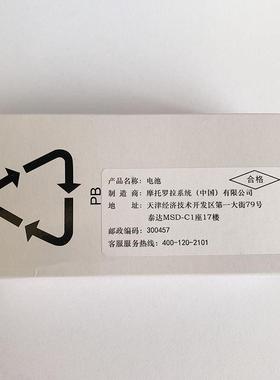 PB
产品名称: 电池
合格
制 造 商: 摩托罗拉系统（中国）有限公司
地 址: 天津经济技术开发区第一大街79号
泰达MSD-C1座17楼
邮政编码: 300457
客服服务热线: 400-120-2101